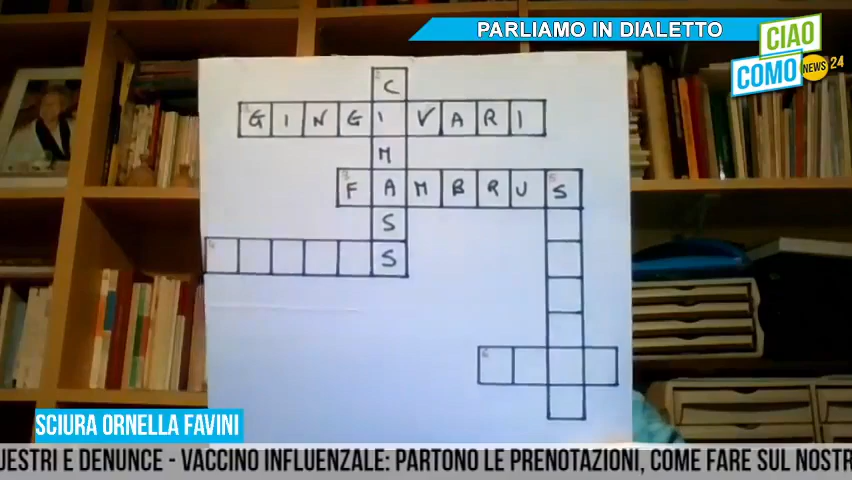 PARLIAMO IN DIALETTO
CIAO
COMO
NEWS 24
C
GINGIVARI
M
FAMBRUS
S
S
SCIURA ORNELLA FAVINI
UESTRI E DENUNCE - VACCINO INFLUENZALE: PARTONO LE PRENOTAZIONI, COME FARE SUL NOSTR